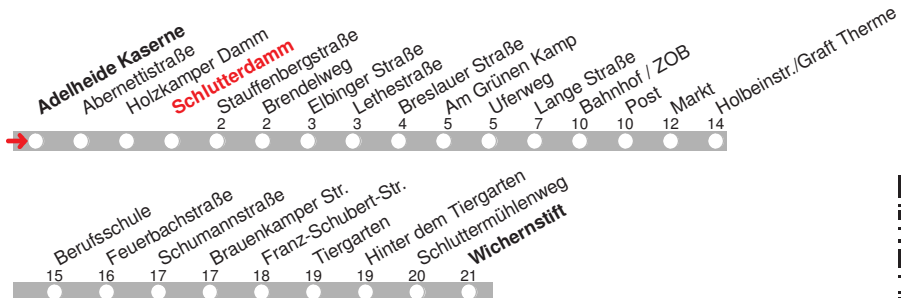 Adelheide Kaserne
Abernettistraße
Holzkamper Damm
Schlutterdamm
Stauffenbergstraße
Brendelweg
Elbinger Straße
Lethestraße
Breslauer Straße
Am Grünen Kamp
Uferweg
Lange Straße
Bahnhof / ZOB
Post
Markt
Holbeinstr./Graft Therme
2 2 3 3 4 5 5 7 10 10 12 14
Berufsschule
Feuerbachstraße
Schumannstraße
Brauenkamper Str.
Franz-Schubert-Str.
Tiergarten
Hinter dem Tiergarten
Schluttermühlenweg
Wichernstift
15 16 17 17 18 19 19 20 21